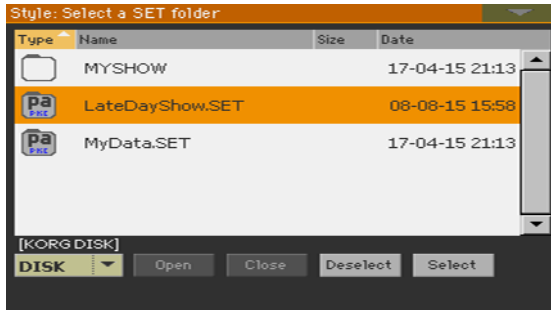 Style: Select a SET folder
Type Name Size Date
MYSHOW 17-04-15 21:13
Pa LateDayShow.SET 08-08-15 15:58
Pa MyData.SET 17-04-15 21:13
[KORG DISK]
DISK Open Close Deselect Select